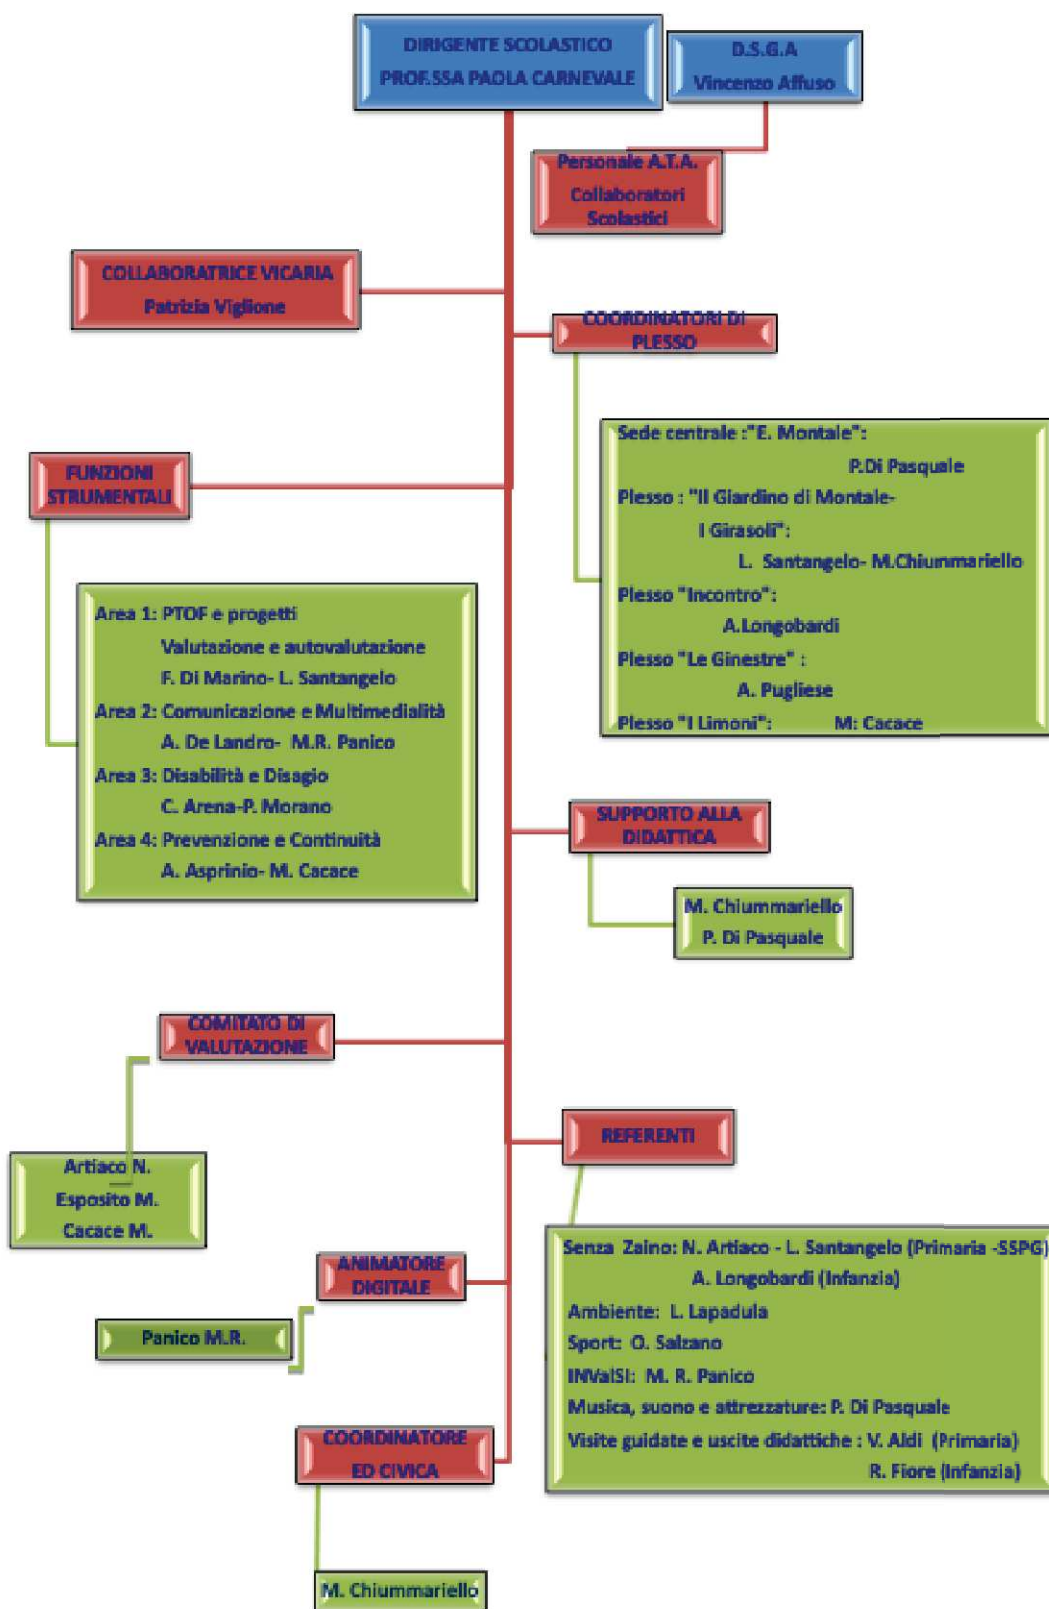 DIRIGENTE SCOLASTICO
PROF.SSA PAOLA CARNEVALE
D.S.G.A
Vincenzo Affuso
Personale A.T.A.
Collaboratori
Scolastici
COLLABORATRICE VICARIA
Patrizia Viglione
COORDINATORI DI
PLESSO
Sede centrale :"E. Montale":
P.Di Pasquale
Plesso : "Il Giardino di Montale-
I Girasoli":
L. Santangelo- M.Chiummariello
Plesso "Incontro":
A.Longobardi
Plesso "Le Ginestre" :
A. Pugliese
Plesso "I Limoni": M: Cacace
FUNZIONI
STRUMENTALI
Area 1: PTOF e progetti
Valutazione e autovalutazione
F. Di Marino- L. Santangelo
Area 2: Comunicazione e Multimedialità
A. De Landro- M.R. Panico
Area 3: Disabilità e Disagio
C. Arena-P. Morano
Area 4: Prevenzione e Continuità
A. Asprinio- M. Cacace
SUPPORTO ALLA
DIDATTICA
M. Chiummariello
P. Di Pasquale
COMITATO DI
VALUTAZIONE
Artiaco N.
Esposito M.
Cacace M.
REFERENTI
Senza Zaino: N. Artiaco - L. Santangelo (Primaria -SSPG)
A. Longobardi (Infanzia)
Ambiente: L. Lapadula
Sport: O. Salzano
INValSI: M. R. Panico
Musica, suono e attrezzature: P. Di Pasquale
Visite guidate e uscite didattiche : V. Aldi (Primaria)
R. Fiore (Infanzia)
ANIMATORE
DIGITALE
Panico M.R.
COORDINATORE
ED CIVICA
M. Chiummariello